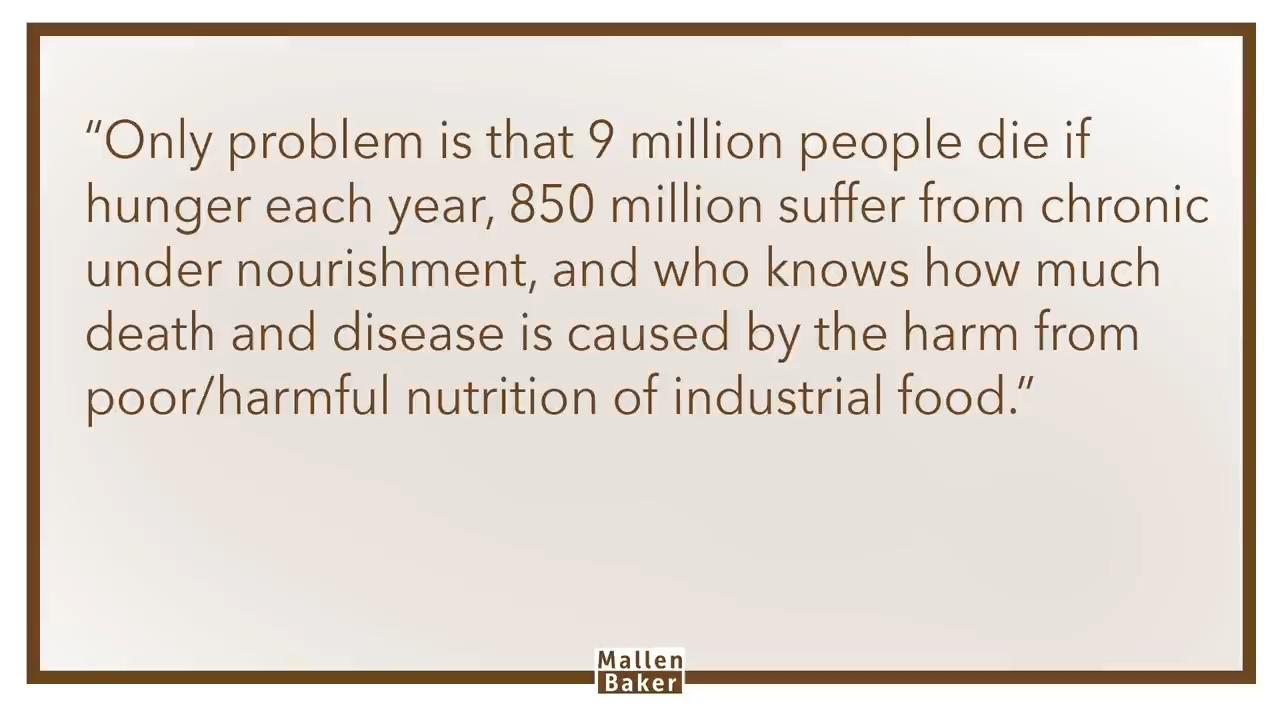 “Only problem is that 9 million people die if
hunger each year, 850 million suffer from chronic
under nourishment, and who knows how much
death and disease is caused by the harm from
poor/harmful nutrition of industrial food.”
Mallen
Baker